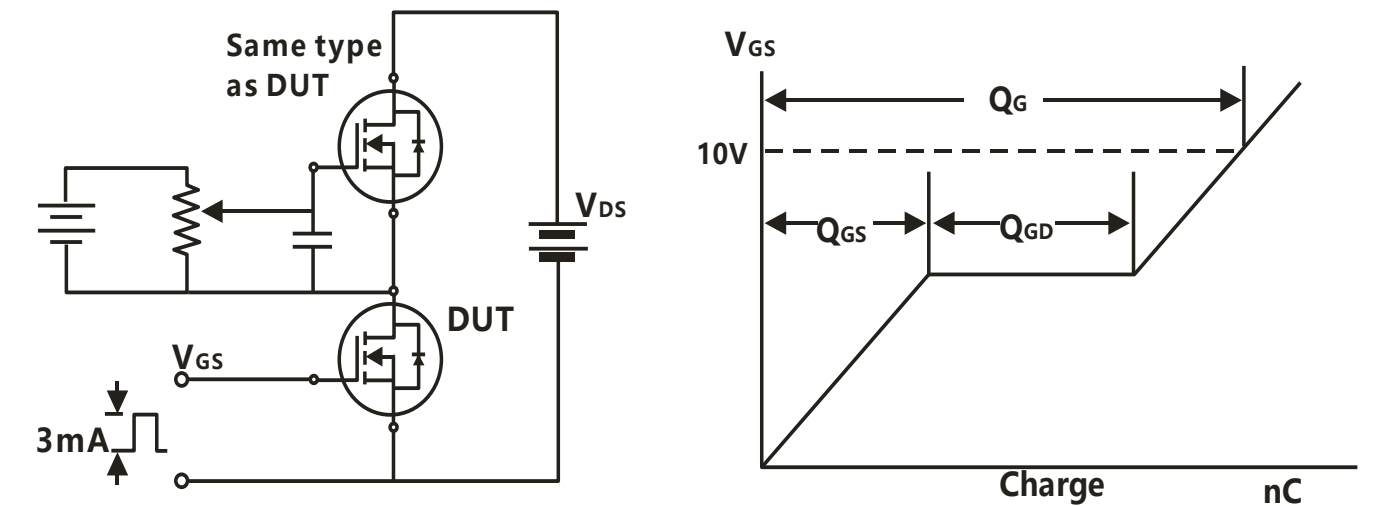 Same type
as DUT
VDS
DUT
VGS
3mA
VGS
QG
10V
QGS
QGD
Charge
nC